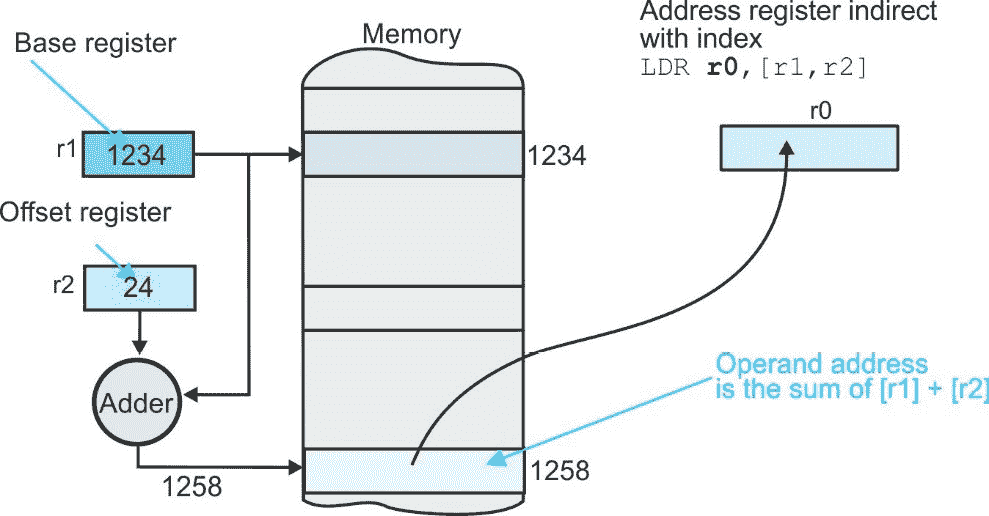 Address register indirect
with index
LDR r0,[r1,r2]
Base register
Memory
r0
r1
1234
1234
Offset register
r2
24
Adder
Operand address
is the sum of [r1] + [r2]
1258
1258